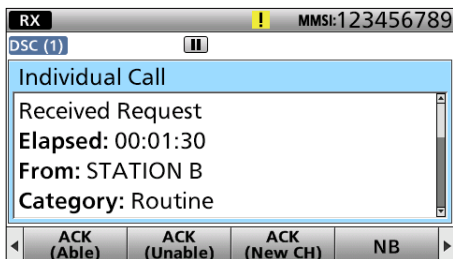 RX ! MMSI:123456789
DSC (1)
Individual Call
Received Request
Elapsed: 00:01:30
From: STATION B
Category: Routine
ACK (Able) ACK (Unable) ACK (New CH) NB